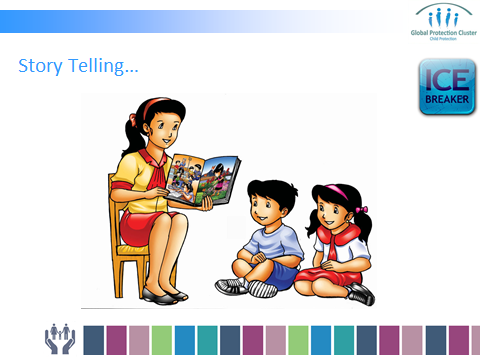 Global Protection Cluster
Child Protection
Story Telling...
ICE
BREAKER